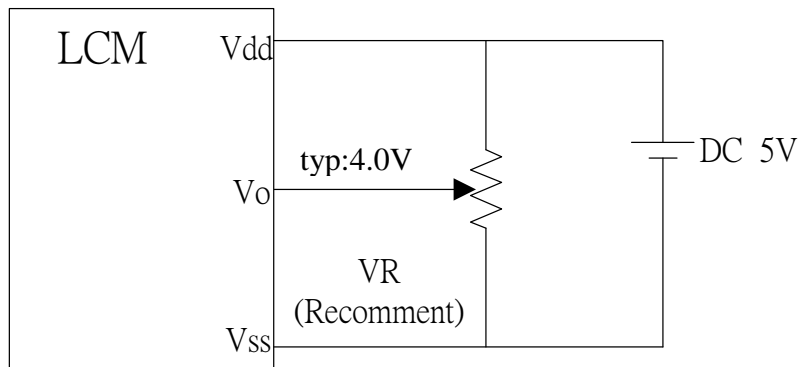 LCM
Vdd
typ:4.0V
DC 5V
Vo
VR
(Recomment)
Vss